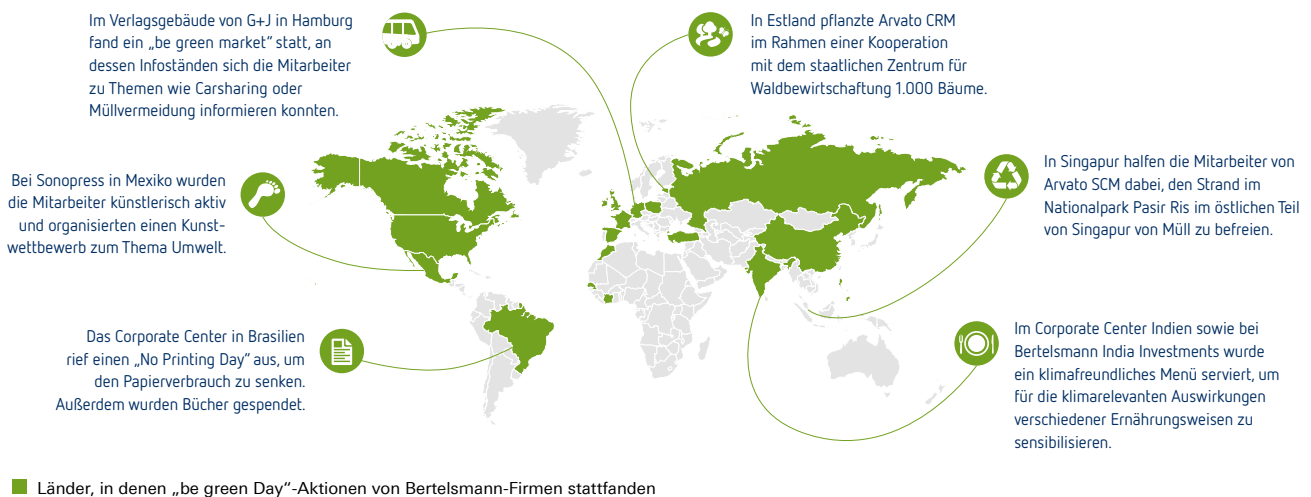 Im Verlagsgebäude von G+J in Hamburg
fand ein „be green market“ statt, an
dessen Infoständen sich die Mitarbeiter
zu Themen wie Carsharing oder
Müllvermeidung informieren konnten.
In Estland pflanzte Arvato CRM
im Rahmen einer Kooperation
mit dem staatlichen Zentrum für
Waldbewirtschaftung 1.000 Bäume.
Bei Sonopress in Mexiko wurden
die Mitarbeiter künstlerisch aktiv
und organisierten einen Kunst-
wettbewerb zum Thema Umwelt.
In Singapur halfen die Mitarbeiter von
Arvato SCM dabei, den Strand im
Nationalpark Pasir Ris im östlichen Teil
von Singapur von Müll zu befreien.
Das Corporate Center in Brasilien
rief einen „No Printing Day“ aus, um
den Papierverbrauch zu senken.
Außerdem wurden Bücher gespendet.
Im Corporate Center Indien sowie bei
Bertelsmann India Investments wurde
ein klimafreundliches Menü serviert, um
für die klimarelevanten Auswirkungen
verschiedener Ernährungsweisen zu
sensibilisieren.
Länder, in denen „be green Day“-Aktionen von Bertelsmann-Firmen stattfanden